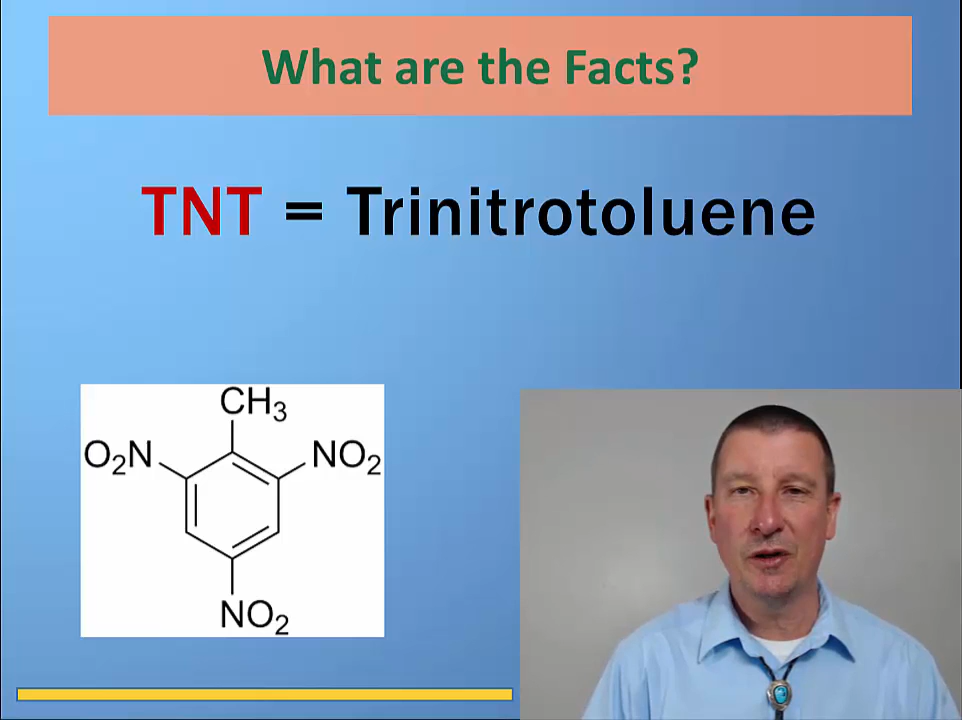 What are the Facts?
TNT = Trinitrotoluene
CH₃
O₂N NO₂
NO₂